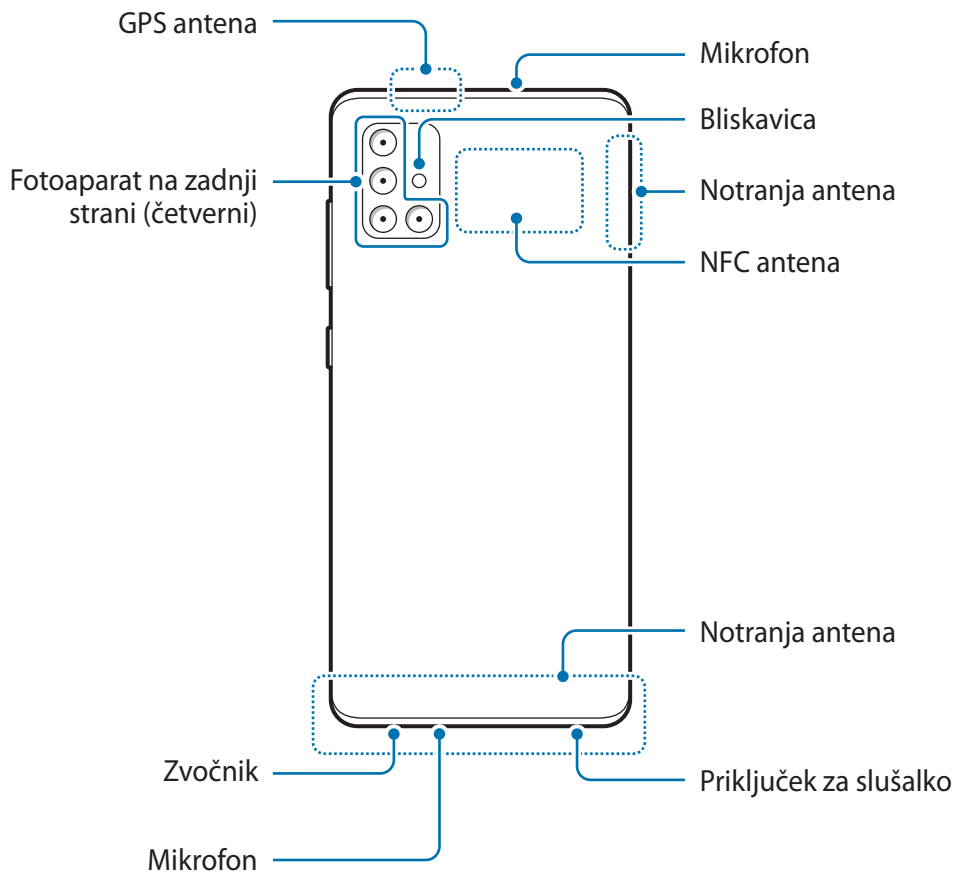 GPS antena
Mikrofon
Bliskavica
Fotoaparat na zadnji
strani (četverni)
Notranja antena
NFC antena
Notranja antena
Zvočnik
Priključek za slušalko
Mikrofon